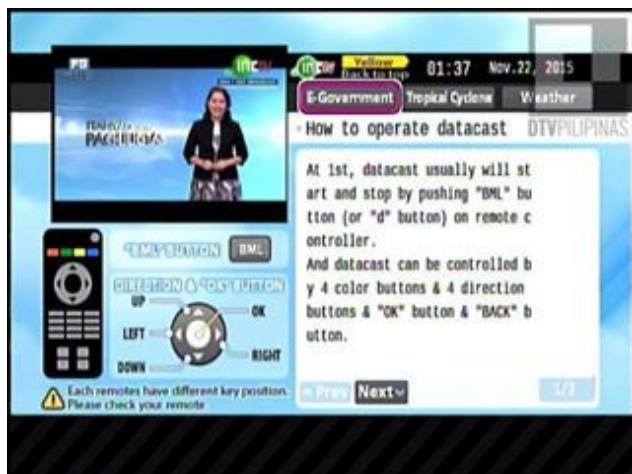 PG
INCTV
INCTV
Yellow
Back to top
01:37 Nov.22, 2015
E-Government Tropical Cyclone Weather
How to operate datacast
DTVPILIPINAS
PAGHUGAS
At 1st, datacast usually will st
art and stop by pushing "BML" bu
tton (or "d" button) on remote c
ontroller.
And datacast can be controlled b
y 4 color buttons & 4 direction
buttons & "OK" button & "BACK" b
utton.
"BML" BUTTON BML
DIRECTION & "OK" BUTTON
UP
OK
LEFT
RIGHT
DOWN
Each remotes have different key position.
Please check your remote
Prev Next 1/2